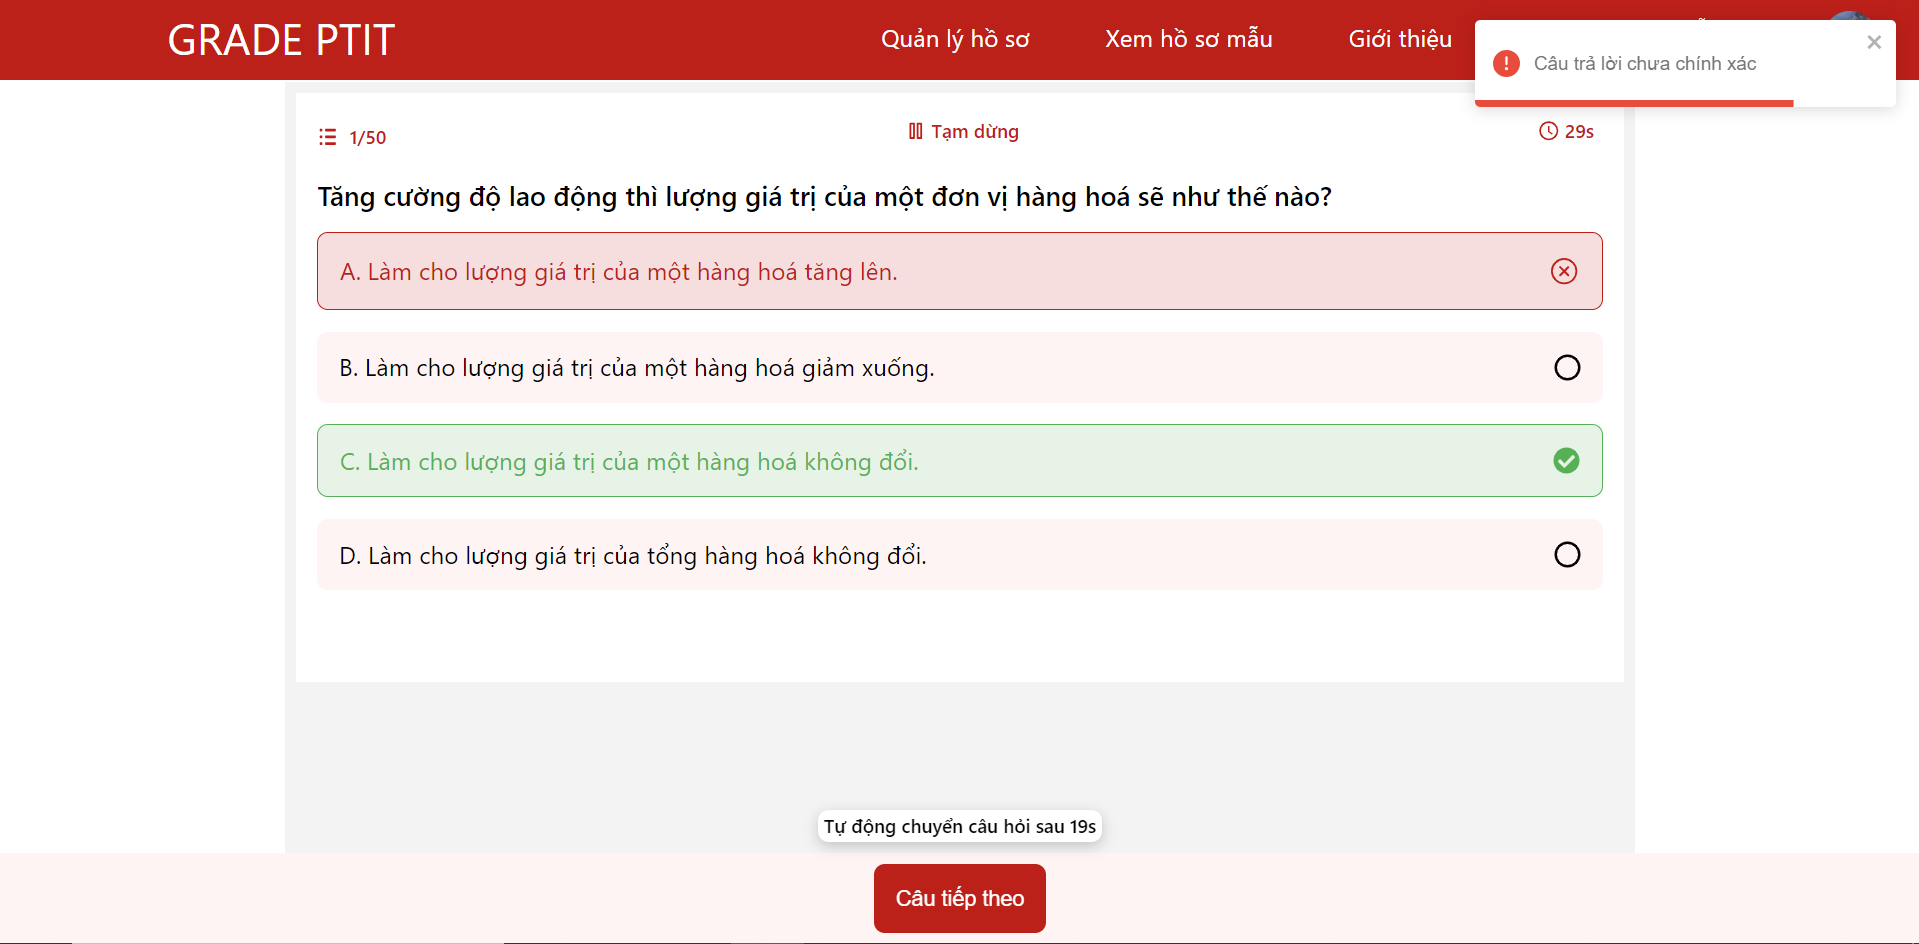 GRADE PTIT
Quản lý hồ sơ
Xem hồ sơ mẫu
Giới thiệu
Câu trả lời chưa chính xác
1/50
Tạm dừng
29s
Tăng cường độ lao động thì lượng giá trị của một đơn vị hàng hoá sẽ như thế nào?
A. Làm cho lượng giá trị của một hàng hoá tăng lên.
B. Làm cho lượng giá trị của một hàng hoá giảm xuống.
C. Làm cho lượng giá trị của một hàng hoá không đổi.
D. Làm cho lượng giá trị của tổng hàng hoá không đổi.
Tự động chuyển câu hỏi sau 19s
Câu tiếp theo